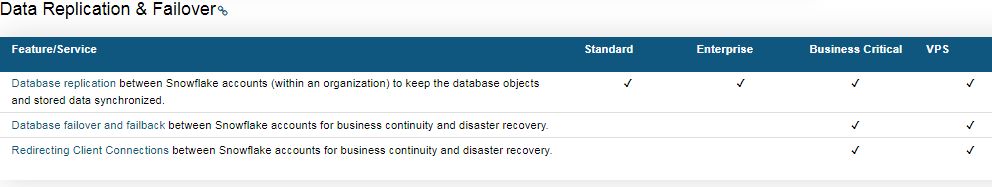 Data Replication & Failover
Feature/Service Standard Enterprise Business Critical VPS
Database replication between Snowflake accounts (within an organization) to keep the database objects ✓ ✓ ✓ ✓
and stored data synchronized.
Database failover and failback between Snowflake accounts for business continuity and disaster recovery. ✓ ✓
Redirecting Client Connections between Snowflake accounts for business continuity and disaster recovery. ✓ ✓